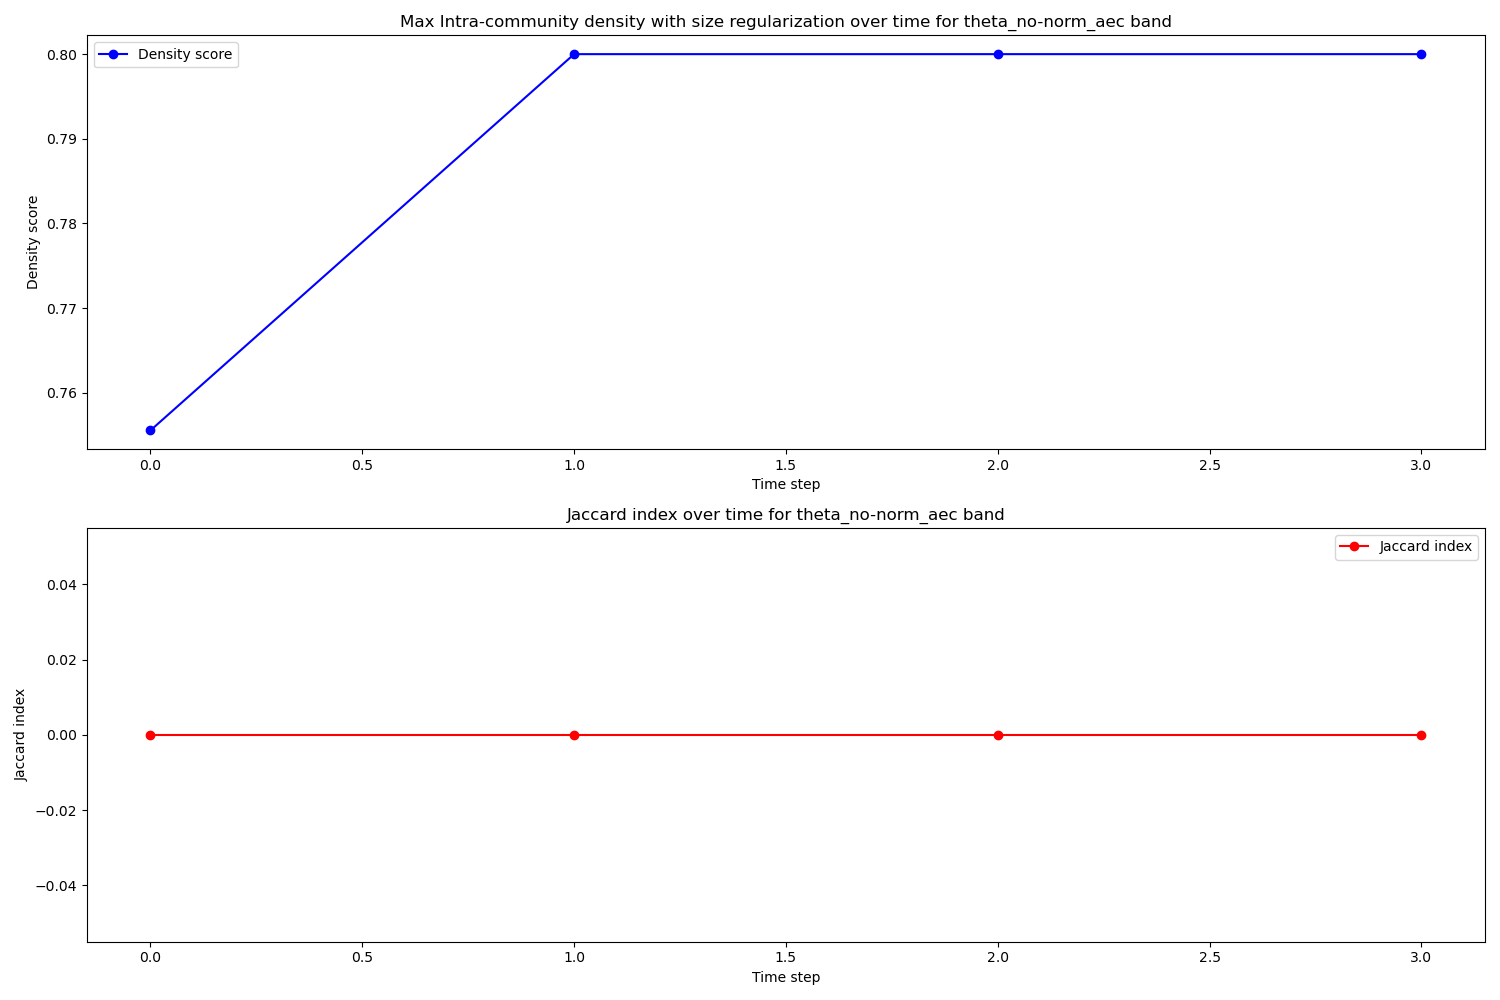 Max Intra-community density with size regularization over time for theta_no-norm_aec band
Density score
0.80
0.79
0.78
0.77
0.76
Density score
0.0 0.5 1.0 1.5 2.0 2.5 3.0
Time step
Jaccard index over time for theta_no-norm_aec band
Jaccard index
0.04
0.02
0.00
−0.02
−0.04
Jaccard index
0.0 0.5 1.0 1.5 2.0 2.5 3.0
Time step